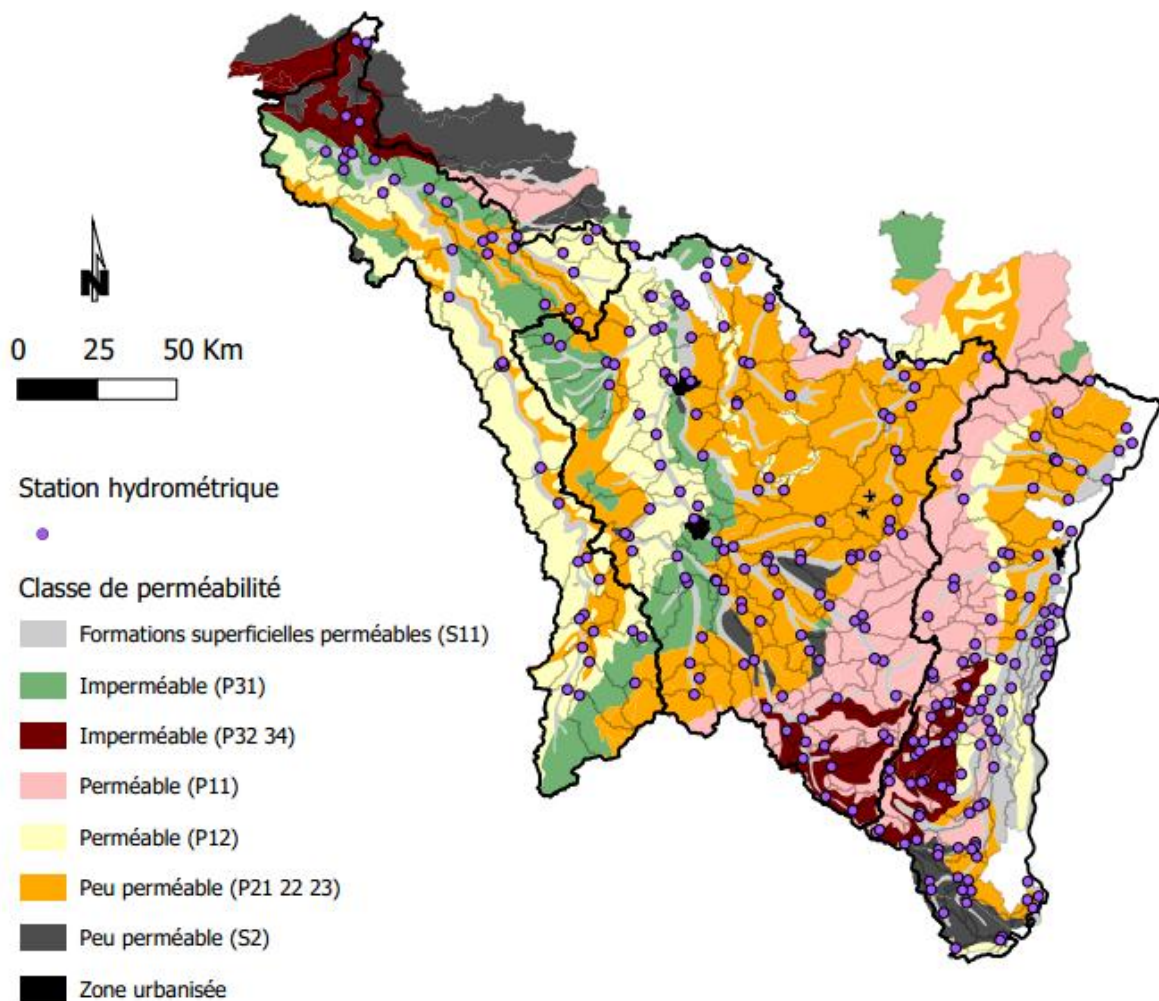 N
0 25 50 Km
Station hydrométrique
Classe de perméabilité
Formations superficielles perméables (S11)
Imperméable (P31)
Imperméable (P32 34)
Perméable (P11)
Perméable (P12)
Peu perméable (P21 22 23)
Peu perméable (S2)
Zone urbanisée